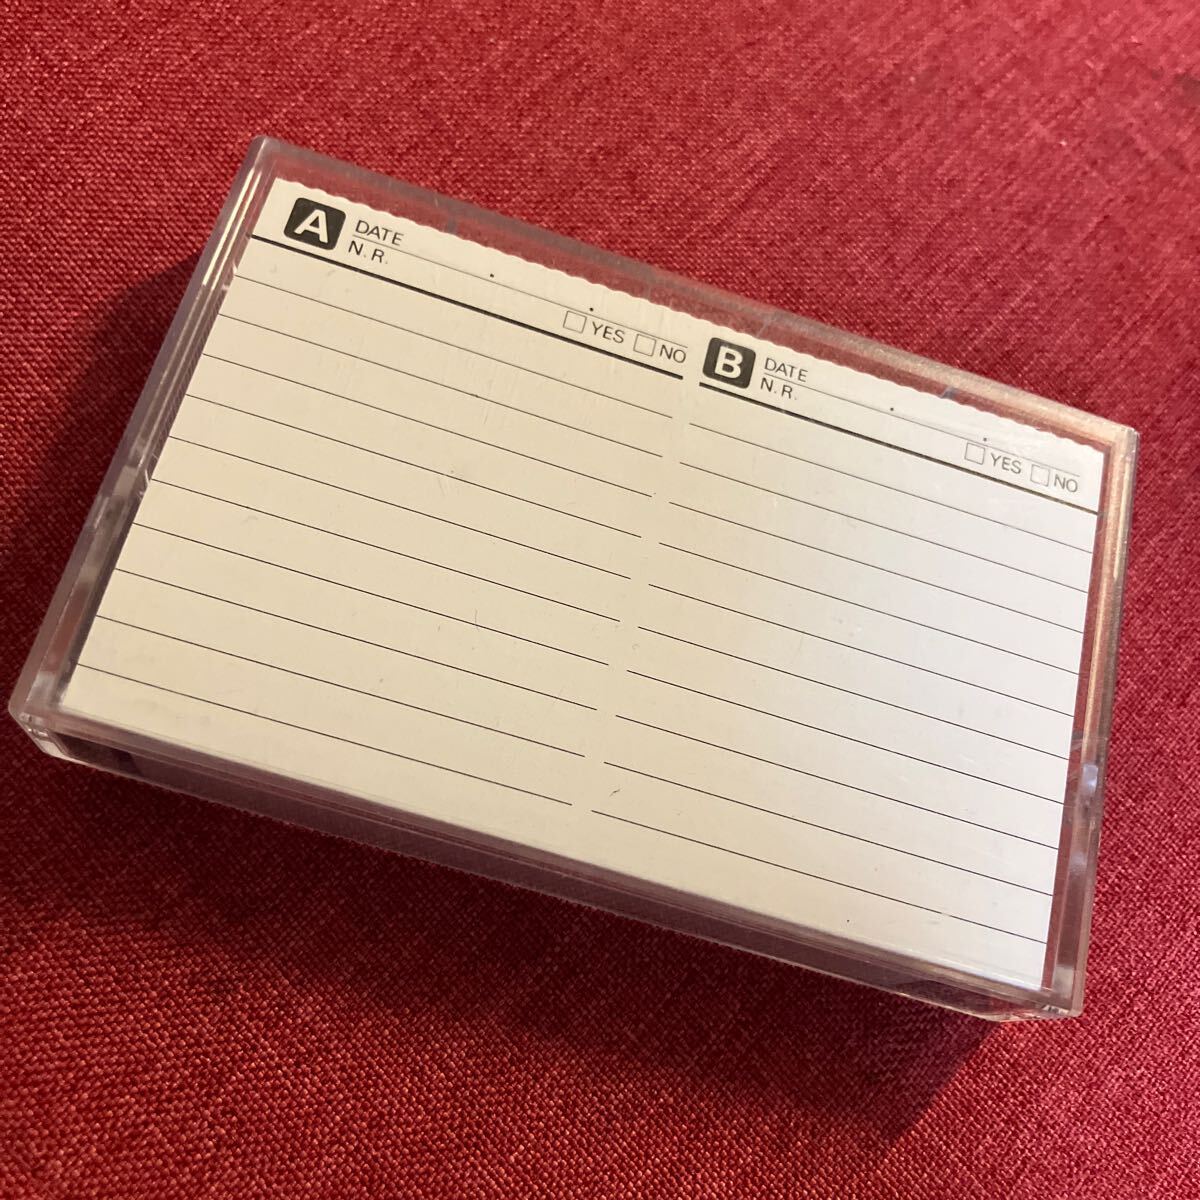 A DATE
N. R.
☐ YES ☐ NO
B DATE
N. R.
☐ YES ☐ NO